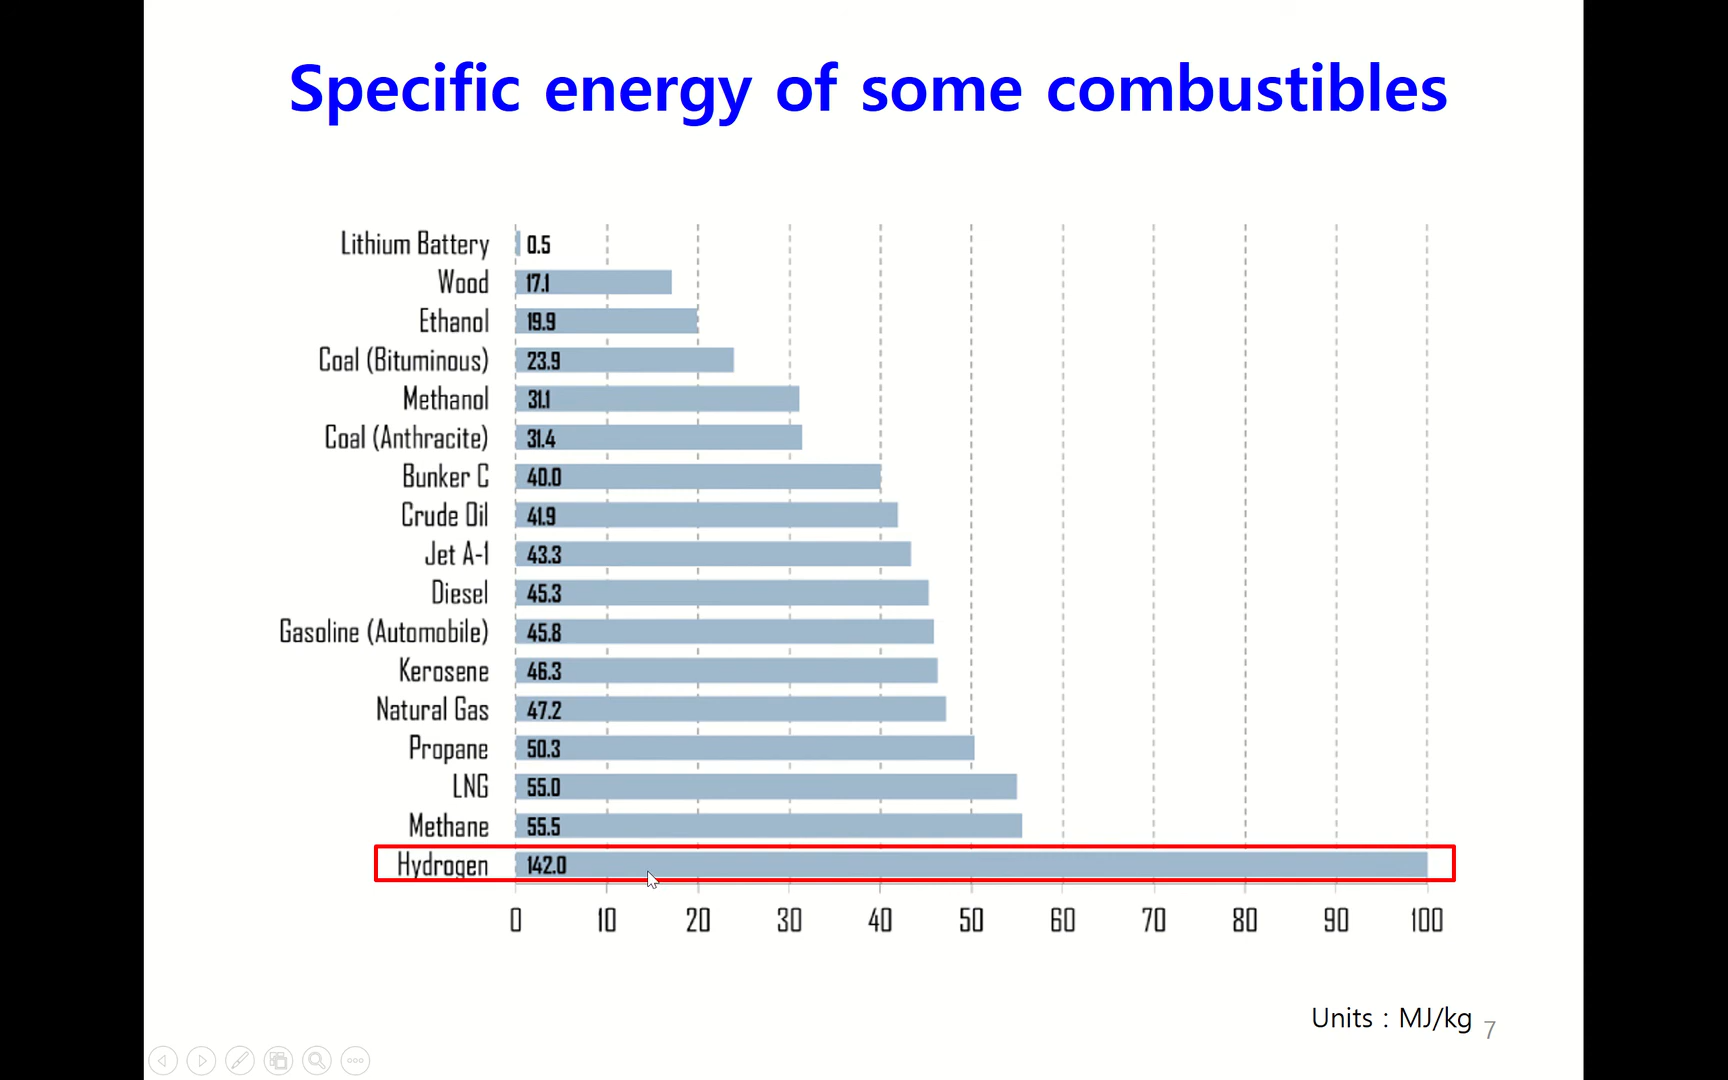 Specific energy of some combustibles
Lithium Battery 0.5
Wood 17.1
Ethanol 19.9
Coal (Bituminous) 23.9
Methanol 31.1
Coal (Anthracite) 31.4
Bunker C 40.0
Crude Oil 41.9
Jet A-1 43.3
Diesel 45.3
Gasoline (Automobile) 45.8
Kerosene 46.3
Natural Gas 47.2
Propane 50.3
LNG 55.0
Methane 55.5
Hydrogen 142.0
0 10 20 30 40 50 60 70 80 90 100
Units : MJ/kg
7